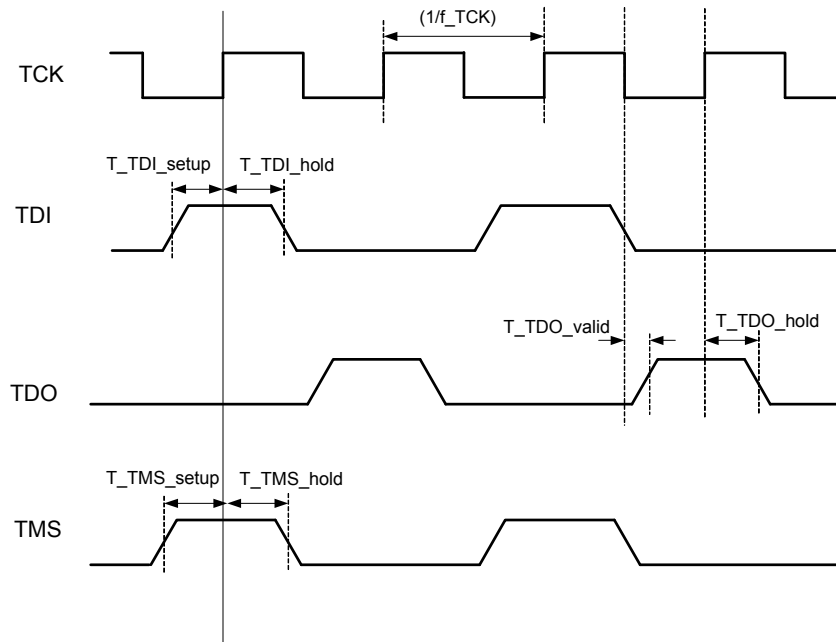 (1/f_TCK)
TCK
T_TDI_setup T_TDI_hold
TDI
T_TDO_valid T_TDO_hold
TDO
T_TMS_setup T_TMS_hold
TMS